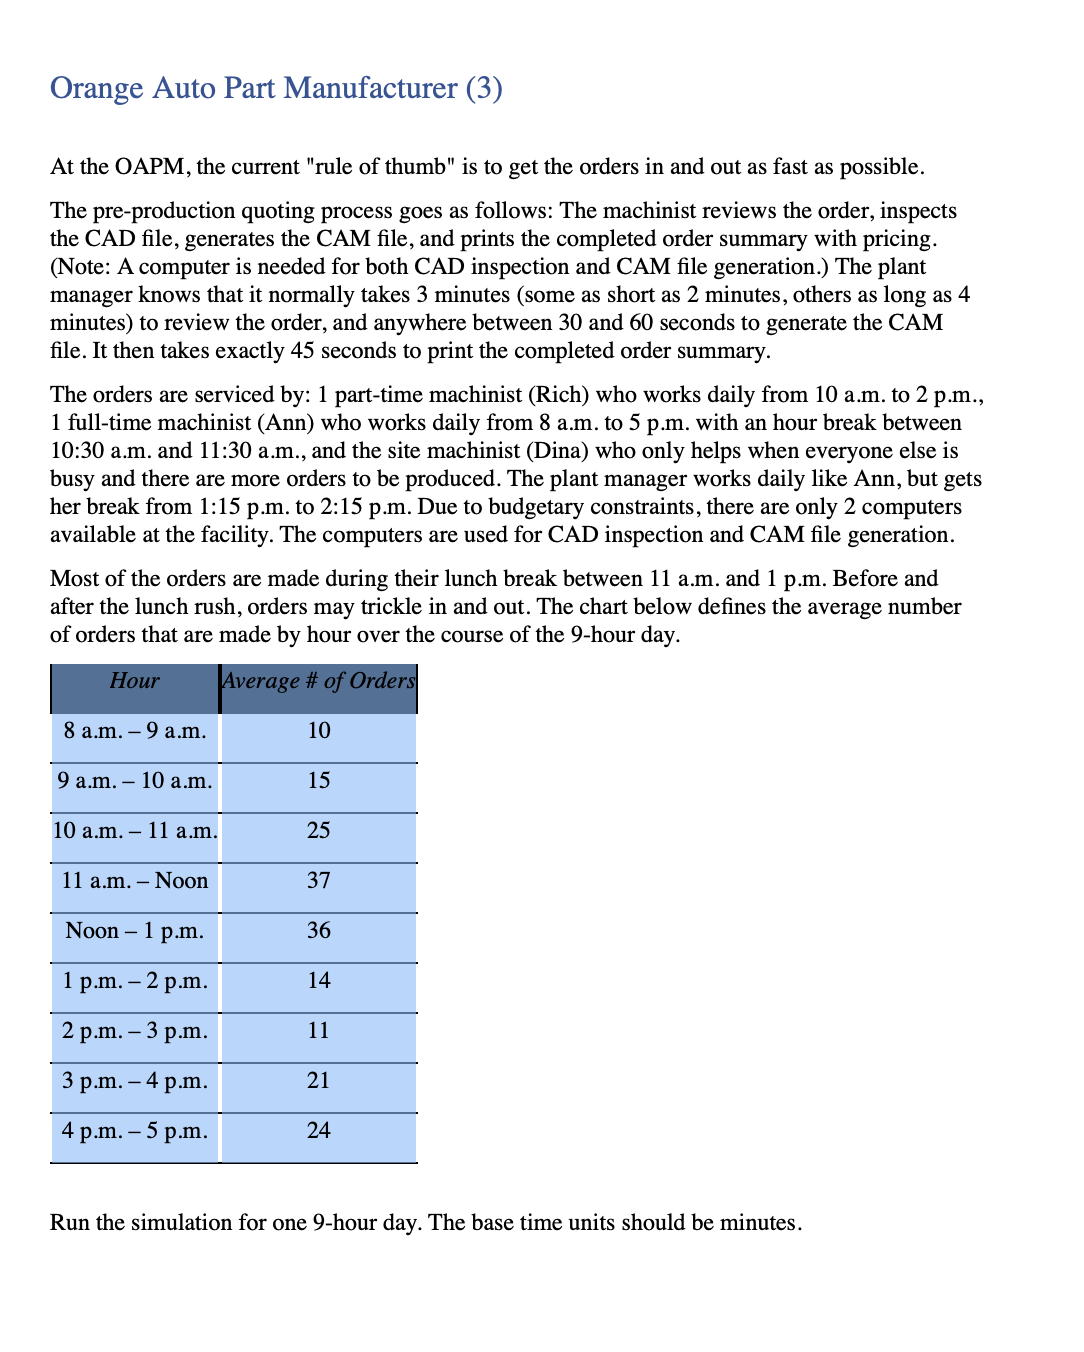 Orange Auto Part Manufacturer (3)
At the OAPM, the current "rule of thumb" is to get the orders in and out as fast as possible.
The pre-production quoting process goes as follows: The machinist reviews the order, inspects
the CAD file, generates the CAM file, and prints the completed order summary with pricing.
(Note: A computer is needed for both CAD inspection and CAM file generation.) The plant
manager knows that it normally takes 3 minutes (some as short as 2 minutes, others as long as 4
minutes) to review the order, and anywhere between 30 and 60 seconds to generate the CAM
file. It then takes exactly 45 seconds to print the completed order summary.
The orders are serviced by: 1 part-time machinist (Rich) who works daily from 10 a.m. to 2 p.m.,
1 full-time machinist (Ann) who works daily from 8 a.m. to 5 p.m. with an hour break between
10:30 a.m. and 11:30 a.m., and the site machinist (Dina) who only helps when everyone else is
busy and there are more orders to be produced. The plant manager works daily like Ann, but gets
her break from 1:15 p.m. to 2:15 p.m. Due to budgetary constraints, there are only 2 computers
available at the facility. The computers are used for CAD inspection and CAM file generation.
Most of the orders are made during their lunch break between 11 a.m. and 1 p.m. Before and
after the lunch rush, orders may trickle in and out. The chart below defines the average number
of orders that are made by hour over the course of the 9-hour day.
Hour Average # of Orders
8 a.m. – 9 a.m. 10
9 a.m. – 10 a.m. 15
10 a.m. – 11 a.m. 25
11 a.m. – Noon 37
Noon – 1 p.m. 36
1 p.m. – 2 p.m. 14
2 p.m. – 3 p.m. 11
3 p.m. – 4 p.m. 21
4 p.m. – 5 p.m. 24
Run the simulation for one 9-hour day. The base time units should be minutes.